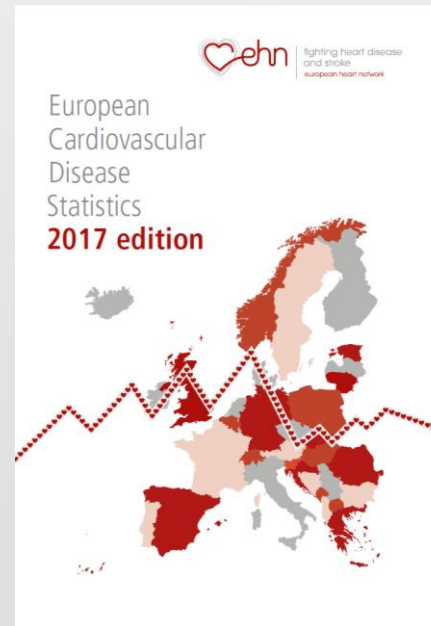 ehn
fighting heart disease
and stroke
european heart network
European
Cardiovascular
Disease
Statistics
2017 edition